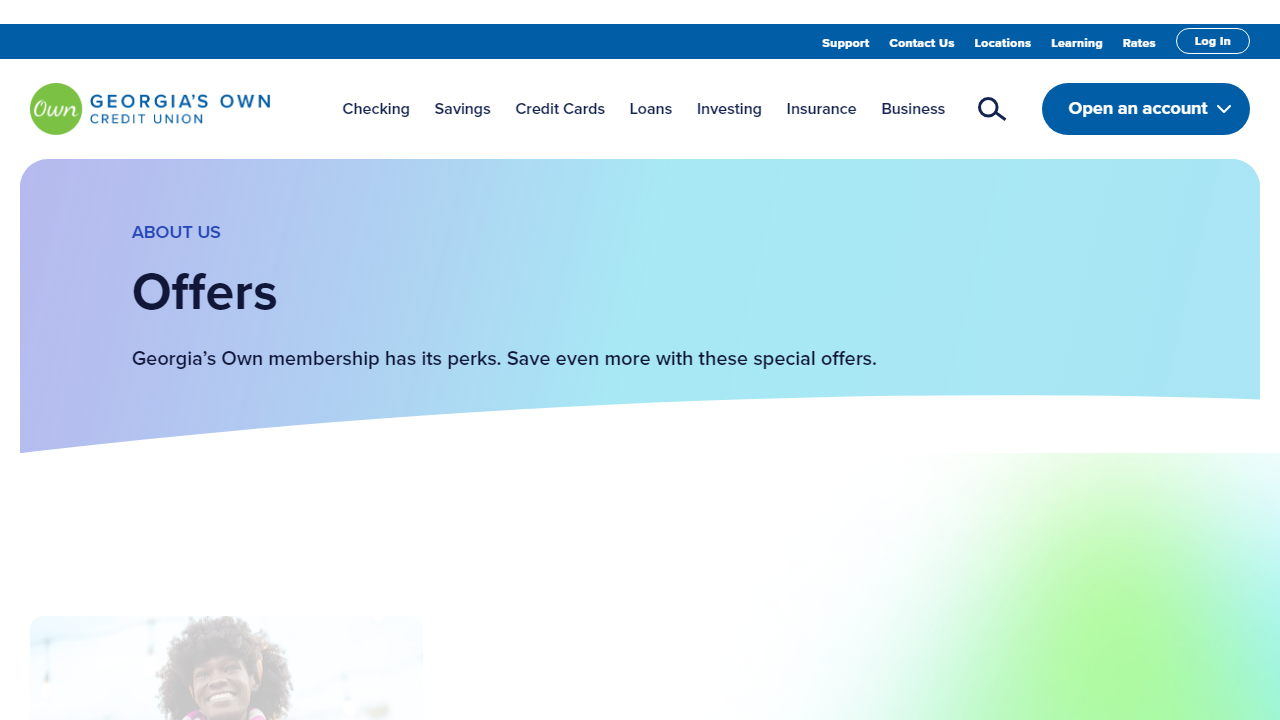 Support Contact Us Locations Learning Rates Log In
Own GEORGIA'S OWN
CREDIT UNION
Checking Savings Credit Cards Loans Investing Insurance Business Open an account
ABOUT US
Offers
Georgia’s Own membership has its perks. Save even more with these special offers.